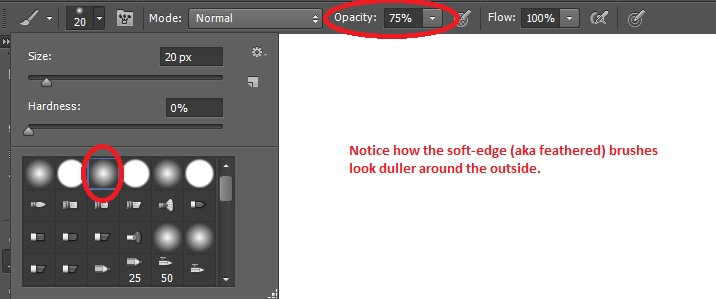 20
Mode: Normal
Opacity: 75%
Flow: 100%
Size: 20 px
Hardness: 0%
Notice how the soft-edge (aka feathered) brushes
look duller around the outside.
25 50